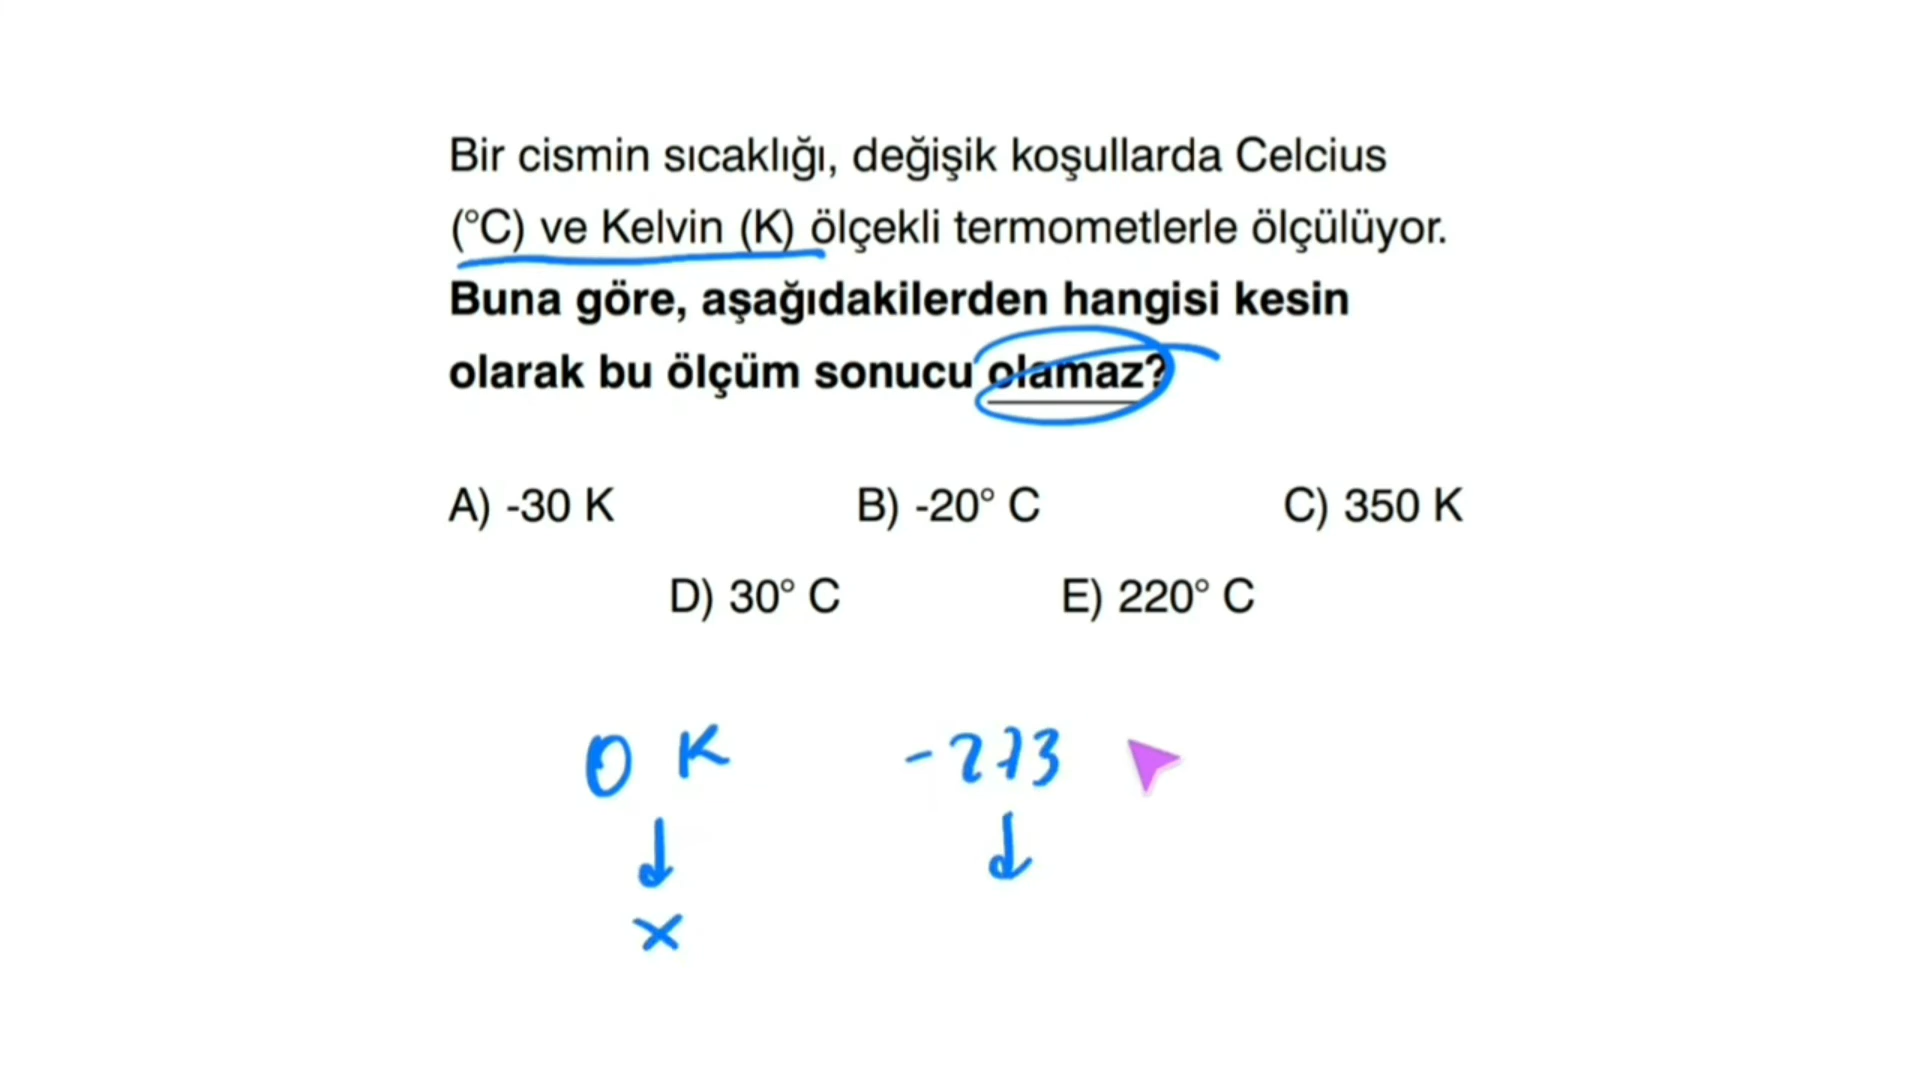 Bir cismin sıcaklığı, değişik koşullarda Celcius
(°C) ve Kelvin (K) ölçekli termometlerle ölçülüyor.
Buna göre, aşağıdakilerden hangisi kesin
olarak bu ölçüm sonucu olamaz?
A) -30 K B) -20° C C) 350 K
D) 30° C E) 220° C
0 K -273
x